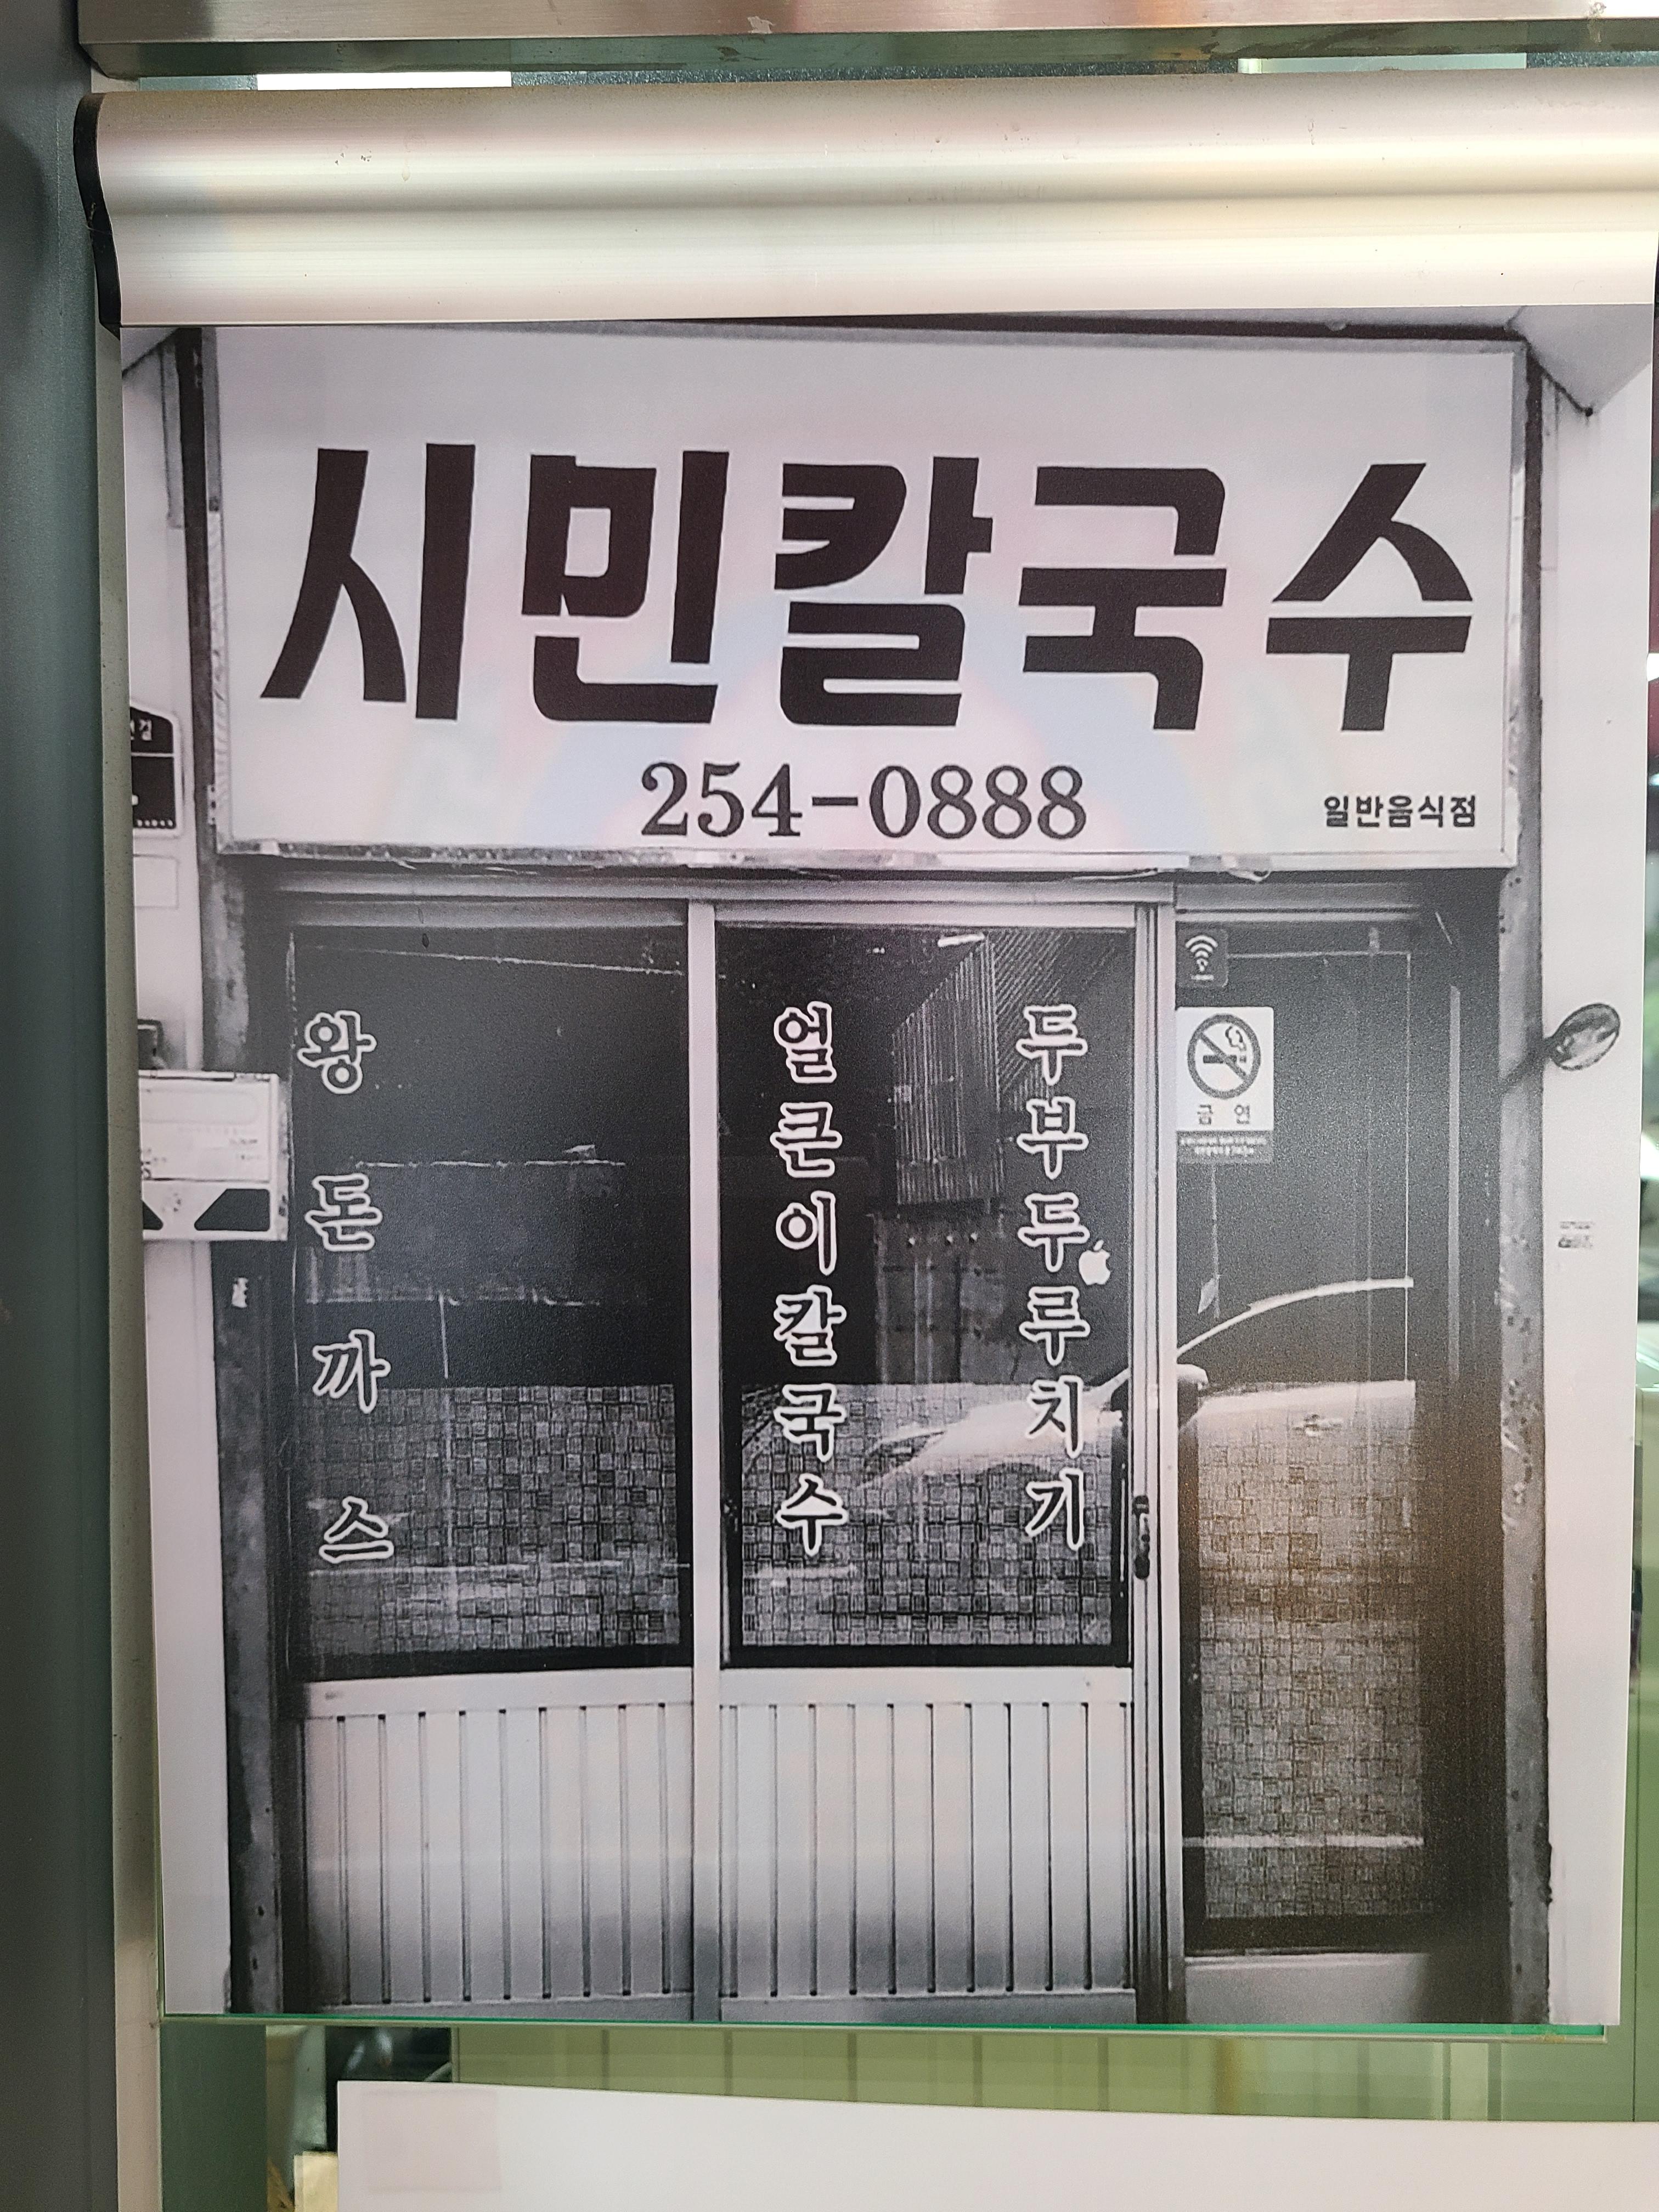 시민칼국수
254-0888
일반음식점
왕돈까스
얼큰이칼국수
두부두루치기
금연